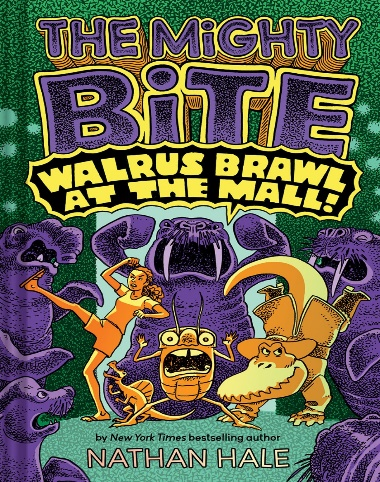 THE MiGHTY
BiTE
WALRUS BRAWL
AT THE MALL!
by New York Times bestselling author
NATHAN HALE